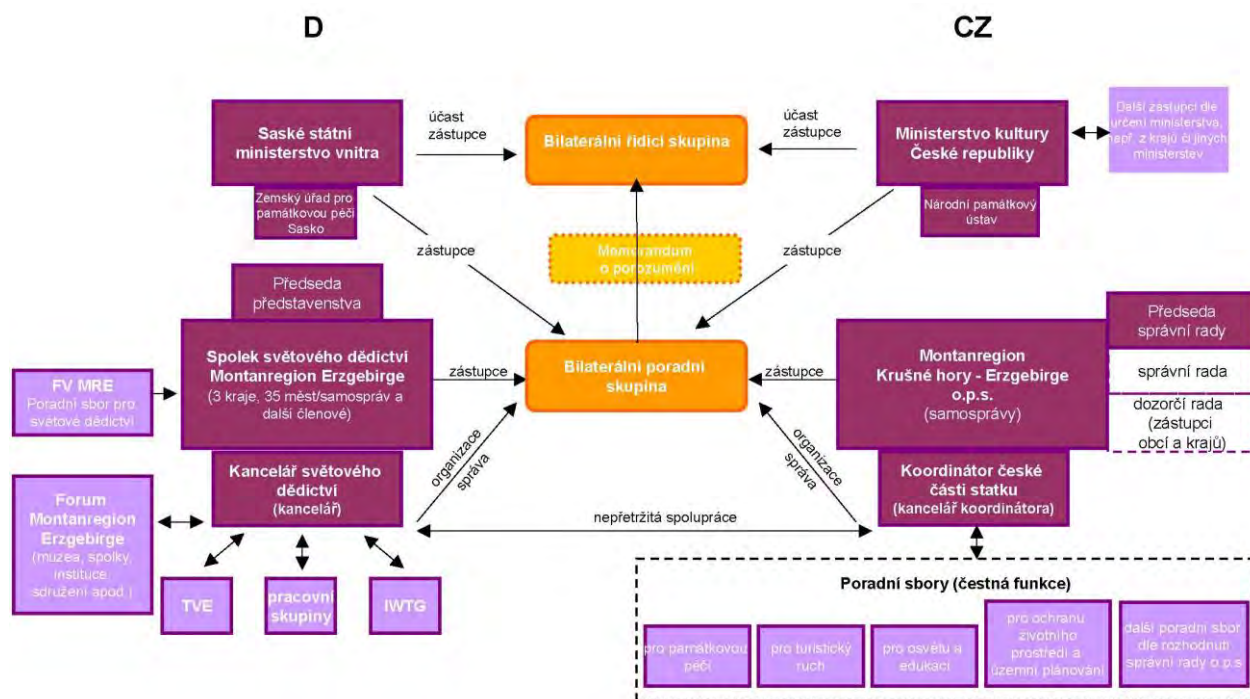 D
CZ
Saské státní
ministerstvo vnitra
Zemský úřad pro
památkovou péči
Sasko
účast
zástupce
Bilaterální řídící skupina
účast
zástupce
Ministerstvo kultury
České republiky
Národní památkový
ústav
Další zástupci dle
určení ministerstva,
např. z krajů či jiných
ministerstev
zástupce
Memorandum
o porozumění
zástupce
Předseda
představenstva
Spolek světového dědictví
Montanregion Erzgebirge
(3 kraje, 35 měst/samospráv a
další členové)
FV MRE
Poradní sbor pro
světové dědictví
zástupce
Bilaterální poradní
skupina
zástupce
Montanregion
Krušné hory - Erzgebirge
o.p.s.
(samosprávy)
Předseda
správní rady
správní rada
dozorčí rada
(zástupci
obcí a krajů)
Kancelář světového
dědictví
(kancelář)
organizace
správa
organizace
správa
Koordinátor české
části statku
(kancelář koordinátora)
Forum
Montanregion
Erzgebirge
(muzea, spolky,
instituce
sdružení apod.)
nepřetržitá spolupráce
TVE
pracovní
skupiny
IWTG
Poradní sbory (čestná funkce)
pro památkovou
péči
pro turistický
ruch
pro osvětu a
edukaci
pro ochranu
životního
prostředí a
územní plánování
další poradní sbor
dle rozhodnutí
správní rady o.p.s